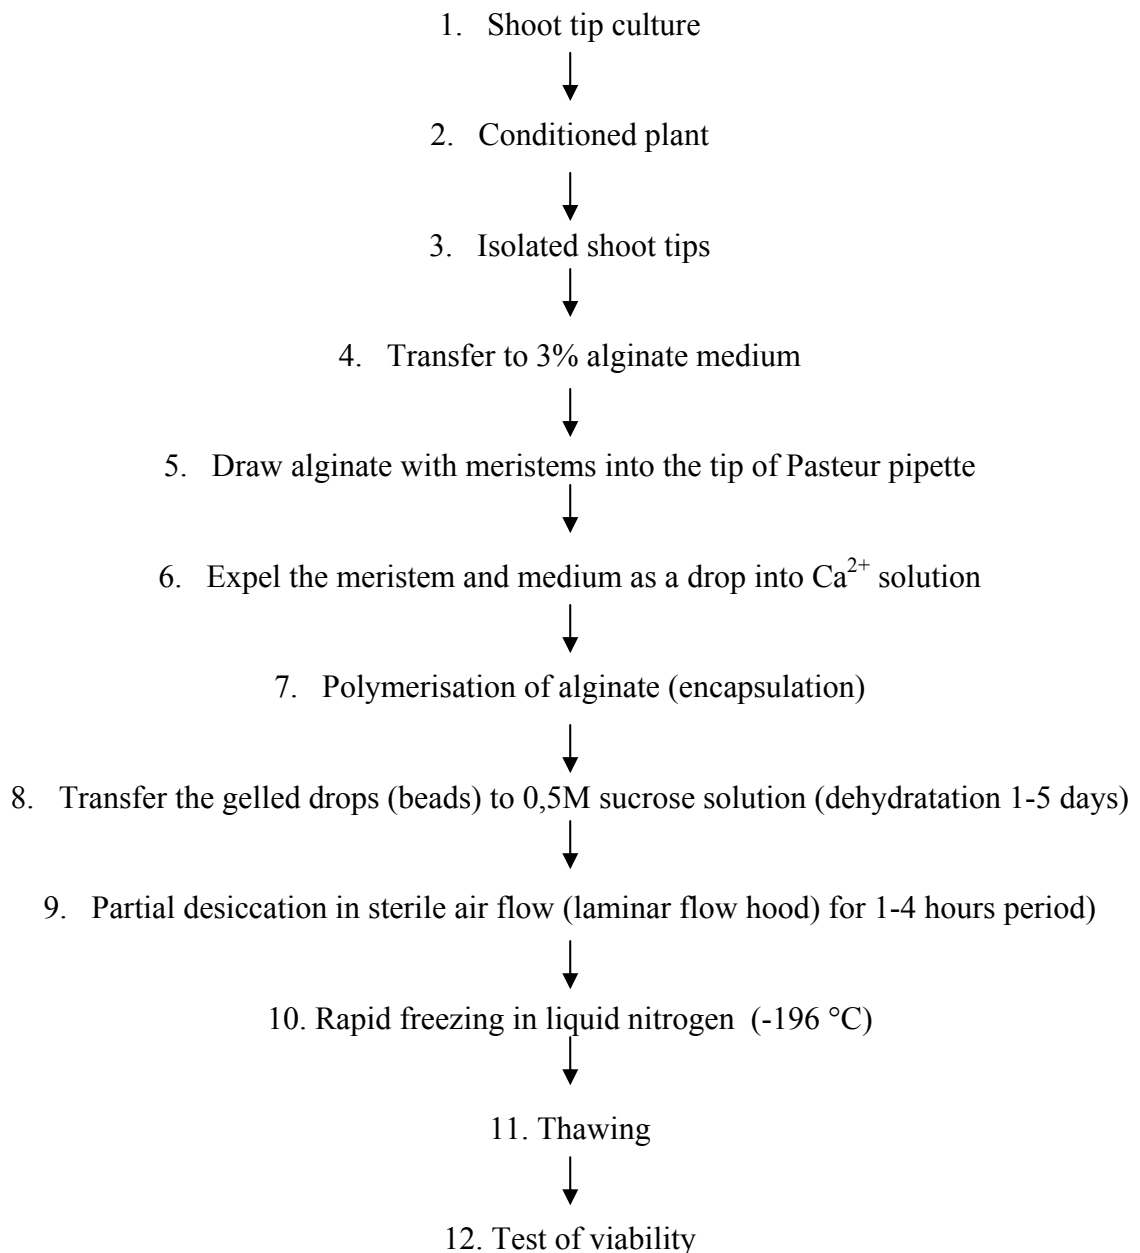 1. Shoot tip culture
2. Conditioned plant
3. Isolated shoot tips
4. Transfer to 3% alginate medium
5. Draw alginate with meristems into the tip of Pasteur pipette
6. Expel the meristem and medium as a drop into Ca²⁺ solution
7. Polymerisation of alginate (encapsulation)
8. Transfer the gelled drops (beads) to 0,5M sucrose solution (dehydratation 1-5 days)
9. Partial desiccation in sterile air flow (laminar flow hood) for 1-4 hours period)
10. Rapid freezing in liquid nitrogen (-196 °C)
11. Thawing
12. Test of viability